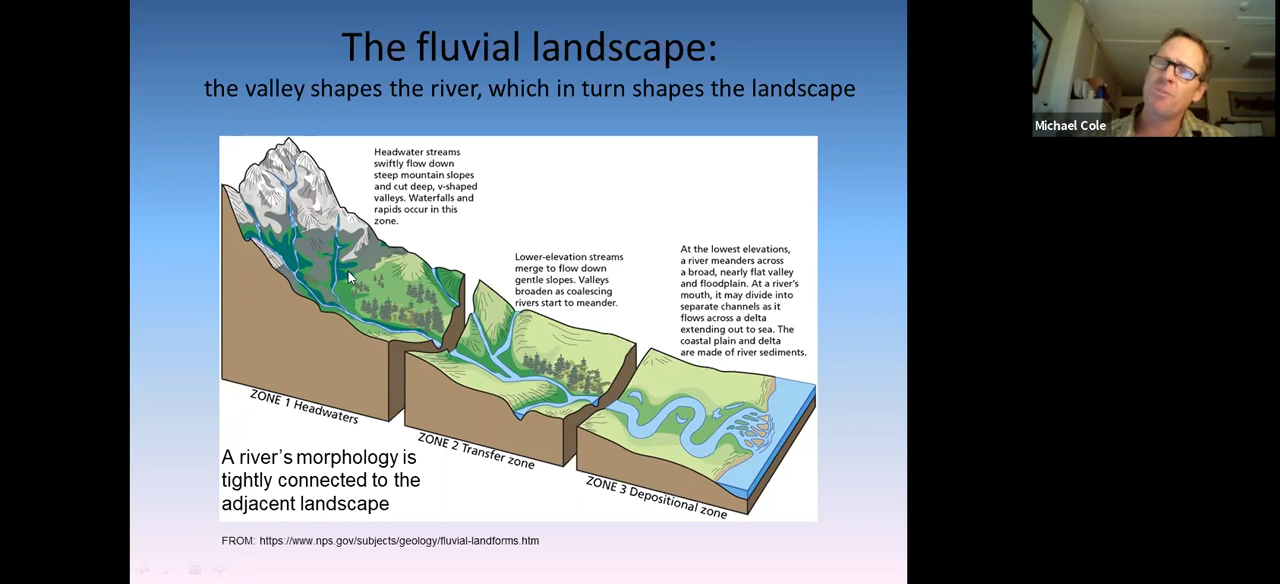 The fluvial landscape:
the valley shapes the river, which in turn shapes the landscape
Michael Cole
Headwater streams
swiftly flow down
steep mountain slopes
and cut deep, v-shaped
valleys. Waterfalls and
rapids occur in this
zone.
Lower-elevation streams
merge to flow down
gentle slopes. Valleys
broaden as coalescing
rivers start to meander.
At the lowest elevations,
a river meanders across
a broad, nearly flat valley
and floodplain. At a river's
mouth, it may divide into
separate channels as it
flows across a delta
extending out to sea. The
coastal plain and delta
are made of river sediments.
ZONE 1 Headwaters
ZONE 2 Transfer zone
ZONE 3 Depositional zone
A river's morphology is
tightly connected to the
adjacent landscape
FROM: https://www.nps.gov/subjects/geology/fluvial-landforms.htm